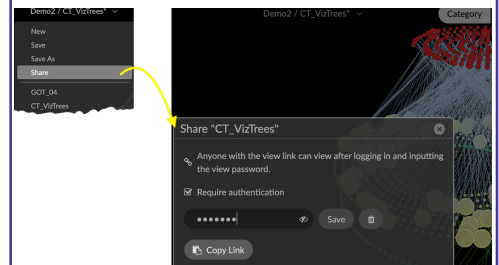 Demo2 / CT_VizTrees*
New
Save
Save As
Share
GOT_04
CT_VizTrees
Demo2 / CT_VizTrees*
Category
Share "CT_VizTrees"
Anyone with the view link can view after logging in and inputting
the view password.
Require authentication
•••••••
Save
Copy Link